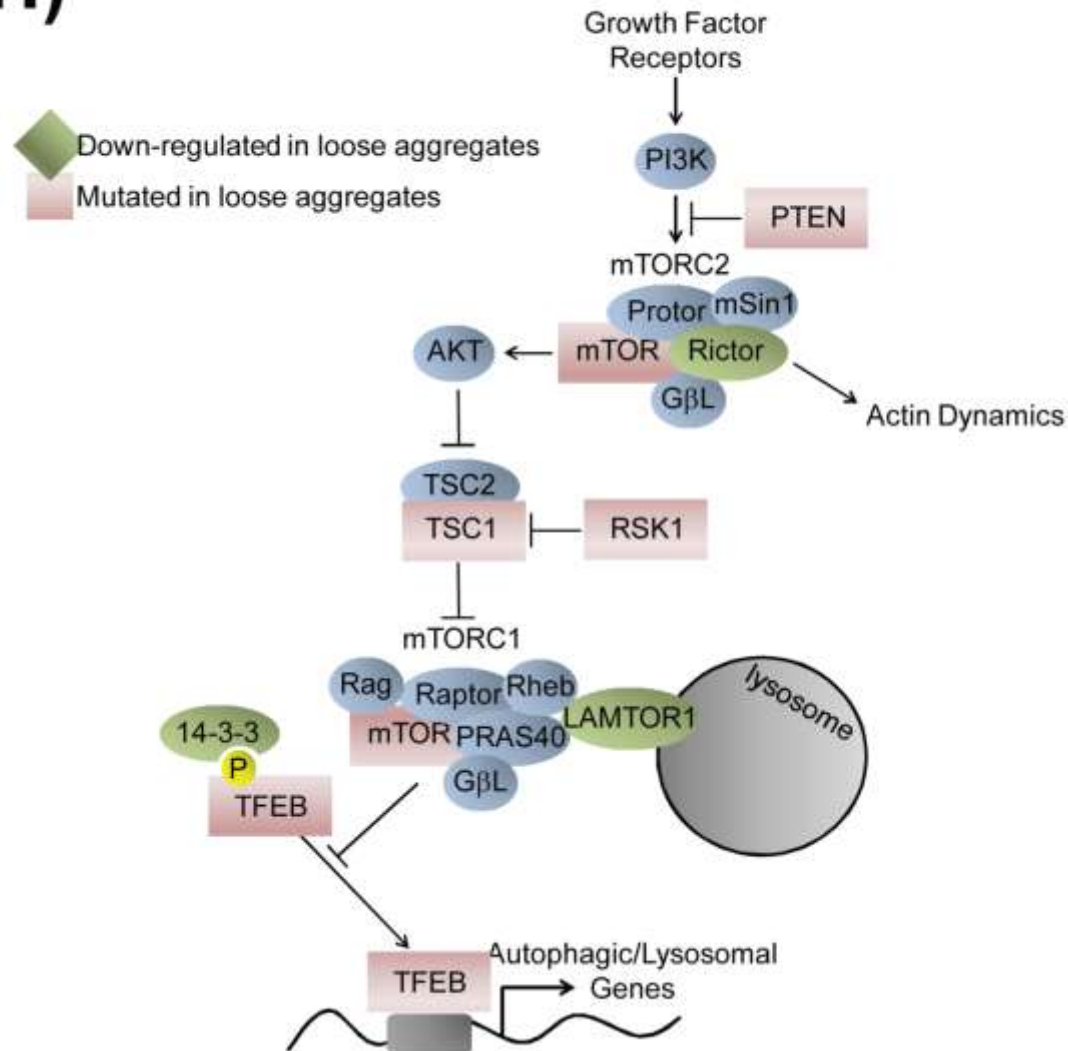 Growth Factor
Receptors
Down-regulated in loose aggregates
Mutated in loose aggregates
PI3K
PTEN
mTORC2
Protor
mSin1
AKT
mTOR
Rictor
GβL
Actin Dynamics
TSC2
TSC1
RSK1
mTORC1
Rag
Raptor
Rheb
lysosome
LAMTOR1
14-3-3
mTOR
PRAS40
P
GβL
TFEB
Autophagic/Lysosomal
Genes
TFEB